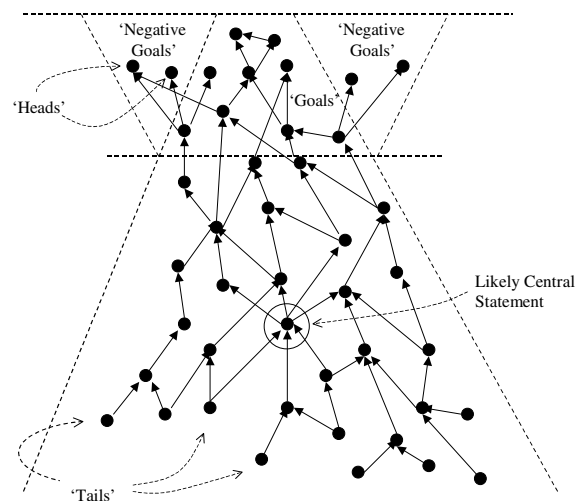 ‘Negative
Goals’
‘Negative
Goals’
‘Goals’
‘Heads’
Likely Central
Statement
‘Tails’